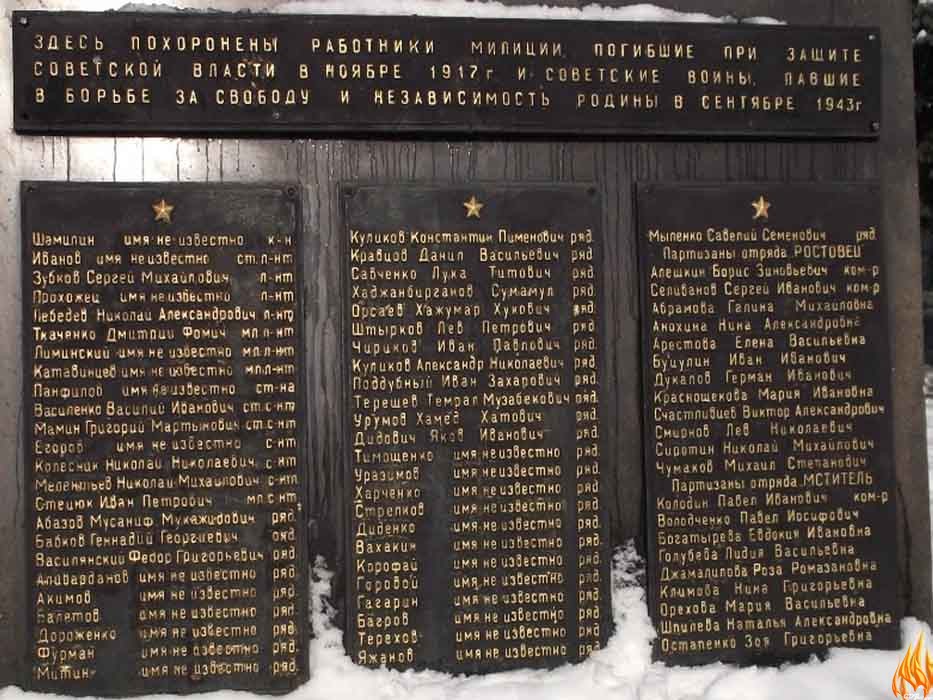 ЗДЕСЬ ПОХОРОНЕНЫ РАБОТНИКИ МИЛИЦИИ, ПОГИБШИЕ ПРИ ЗАЩИТЕ
СОВЕТСКОЙ ВЛАСТИ В НОЯБРЕ 1917 г. И СОВЕТСКИЕ ВОИНЫ, ПАВШИЕ
В БОРЬБЕ ЗА СВОБОДУ И НЕЗАВИСИМОСТЬ РОДИНЫ В СЕНТЯБРЕ 1943г
Шамилин имя не известно к-н
Иванов имя не известно ст.л-нт
Зубков Сергей Михайлович л-нт
Прохожец имя не известно л-нт
Лебедев Николай Александрович л-нт
Ткаченко Дмитрий Фомич мл.л-нт
Лиминский имя не известно мл.л-нт
Катавинцев имя не известно мл.л-нт
Панфилов имя не известно ст-на
Василенко Василий Иванович ст.с-нт
Мамин Григорий Мартынович ст.с-нт
Егоров имя не известно с-нт
Колесник Николай Николаевич с-нт
Мелентьев Николай Михайлович с-нт
Стецюк Иван Петрович мл.с-нт
Абазов Мусаниф Мукажидович ряд.
Бабков Геннадий Георгиевич ряд.
Василянский Федор Григорьевич ряд.
Аливарданов имя не известно ряд.
Ахимов имя не известно ряд.
Балетов имя не известно ряд.
Дороженко имя не известно ряд.
Фурман имя не известно ряд.
Митин имя не известно ряд.
Куликов Константин Пименович ряд.
Кравцов Данил Васильевич ряд.
Савченко Лука Титович ряд.
Хаджанбирганов Сумамул ряд.
Орсаев Хажумар Хукович ряд.
Штырков Лев Петрович ряд.
Чириков Иван Павлович ряд.
Куликов Александр Николаевич ряд.
Поддубный Иван Захарович ряд.
Терещев Темрал Музабекович ряд.
Урумов Хамед Хатович ряд.
Дидович Яков Иванович ряд.
Тимощенко имя неизвестно ряд.
Уразимов имя неизвестно ряд.
Харченко имя неизвестно ряд.
Стрелков имя неизвестно ряд.
Диденко имя неизвестно ряд.
Вахакин имя неизвестно ряд.
Корофай имя неизвестно ряд.
Горовой имя неизвестно ряд.
Гагарин имя неизвестно ряд.
Багров имя неизвестно ряд.
Терехов имя неизвестно ряд.
Яжанов имя неизвестно ряд.
Мыленко Савелий Семенович ряд.
Партизаны отряда „РОСТОВЕЦ"
Алешкин Борис Зиновьевич ком-р
Селиванов Сергей Иванович ком-р
Абрамова Галина Михайловна
Анохина Нина Александровна
Арестова Елена Васильевна
Буцулин Иван Иванович
Дукалов Герман Иванович
Краснощекова Мария Ивановна
Счастливцев Виктор Александрович
Смирнов Лев Николаевич
Сиротин Николай Михайлович
Чумаков Михаил Степанович
Партизаны отряда „МСТИТЕЛЬ
Колодин Павел Иванович ком-р
Володченко Павел Иосифович
Богатырева Евдокия Ивановна
Голубева Лидия Васильевна
Джамалилова Роза Ромазановна
Климова Нина Григорьевна
Орехова Мария Васильевна
Шпилева Наталья Александровна
Остапенко Зоя Григорьевна